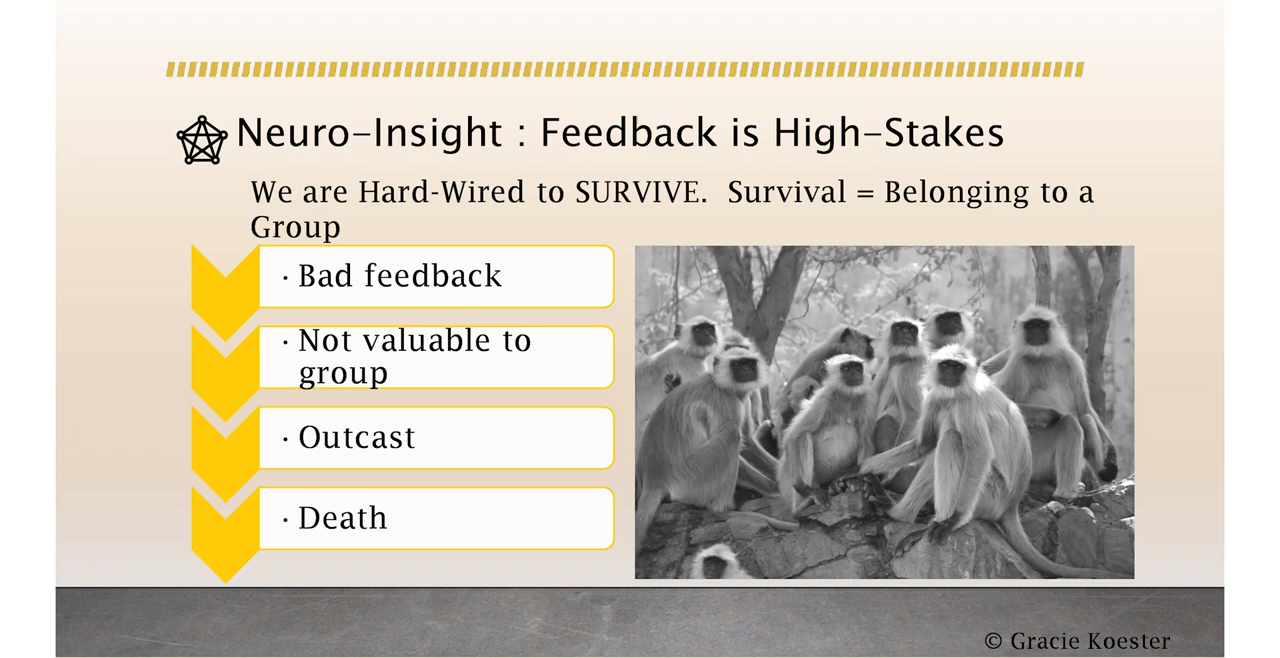 Neuro-Insight : Feedback is High-Stakes
We are Hard-Wired to SURVIVE.  Survival = Belonging to a
Group
· Bad feedback
· Not valuable to
group
· Outcast
· Death
© Gracie Koester